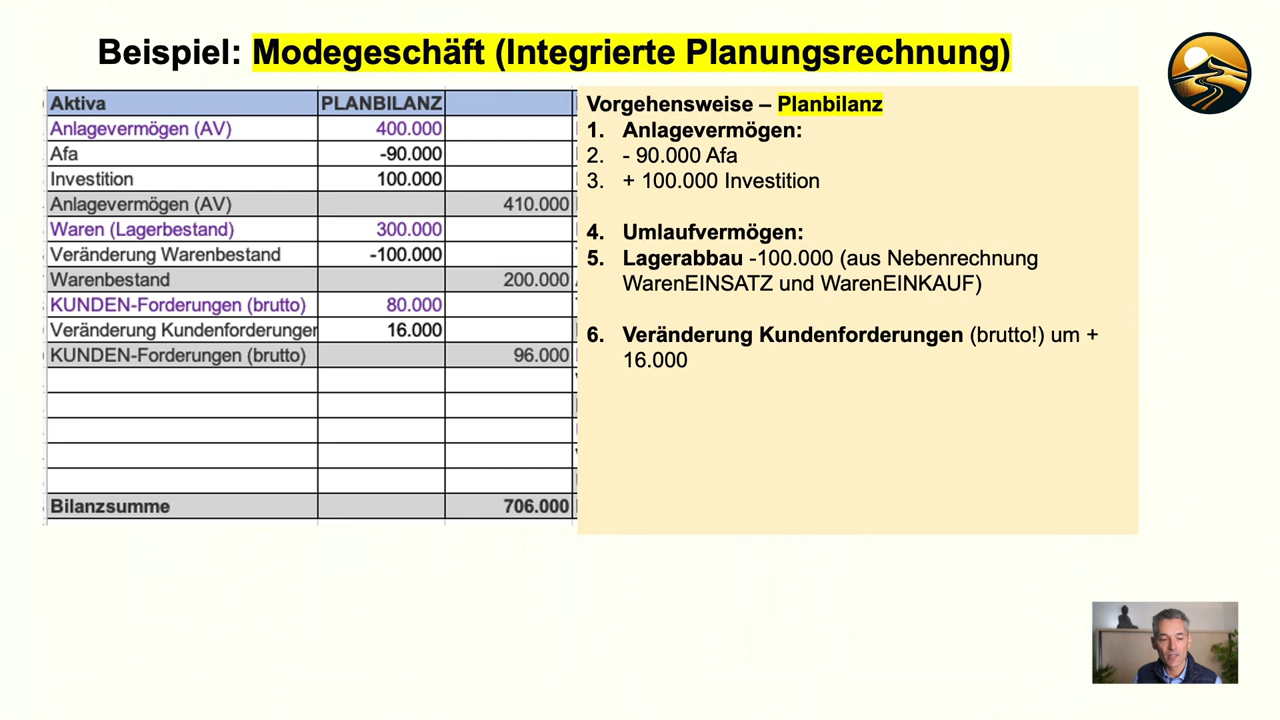 Beispiel: Modegeschäft (Integrierte Planungsrechnung)
Aktiva PLANBILANZ
Anlagevermögen (AV) 400.000
Afa -90.000
Investition 100.000
Anlagevermögen (AV) 410.000
Waren (Lagerbestand) 300.000
Veränderung Warenbestand -100.000
Warenbestand 200.000
KUNDEN-Forderungen (brutto) 80.000
Veränderung Kundenforderunger 16.000
KUNDEN-Forderungen (brutto) 96.000
Bilanzsumme 706.000
Vorgehensweise – Planbilanz
1. Anlagevermögen:
2. - 90.000 Afa
3. + 100.000 Investition
4. Umlaufvermögen:
5. Lagerabbau -100.000 (aus Nebenrechnung
WarenEINSATZ und WarenEINKAUF)
6. Veränderung Kundenforderungen (brutto!) um +
16.000